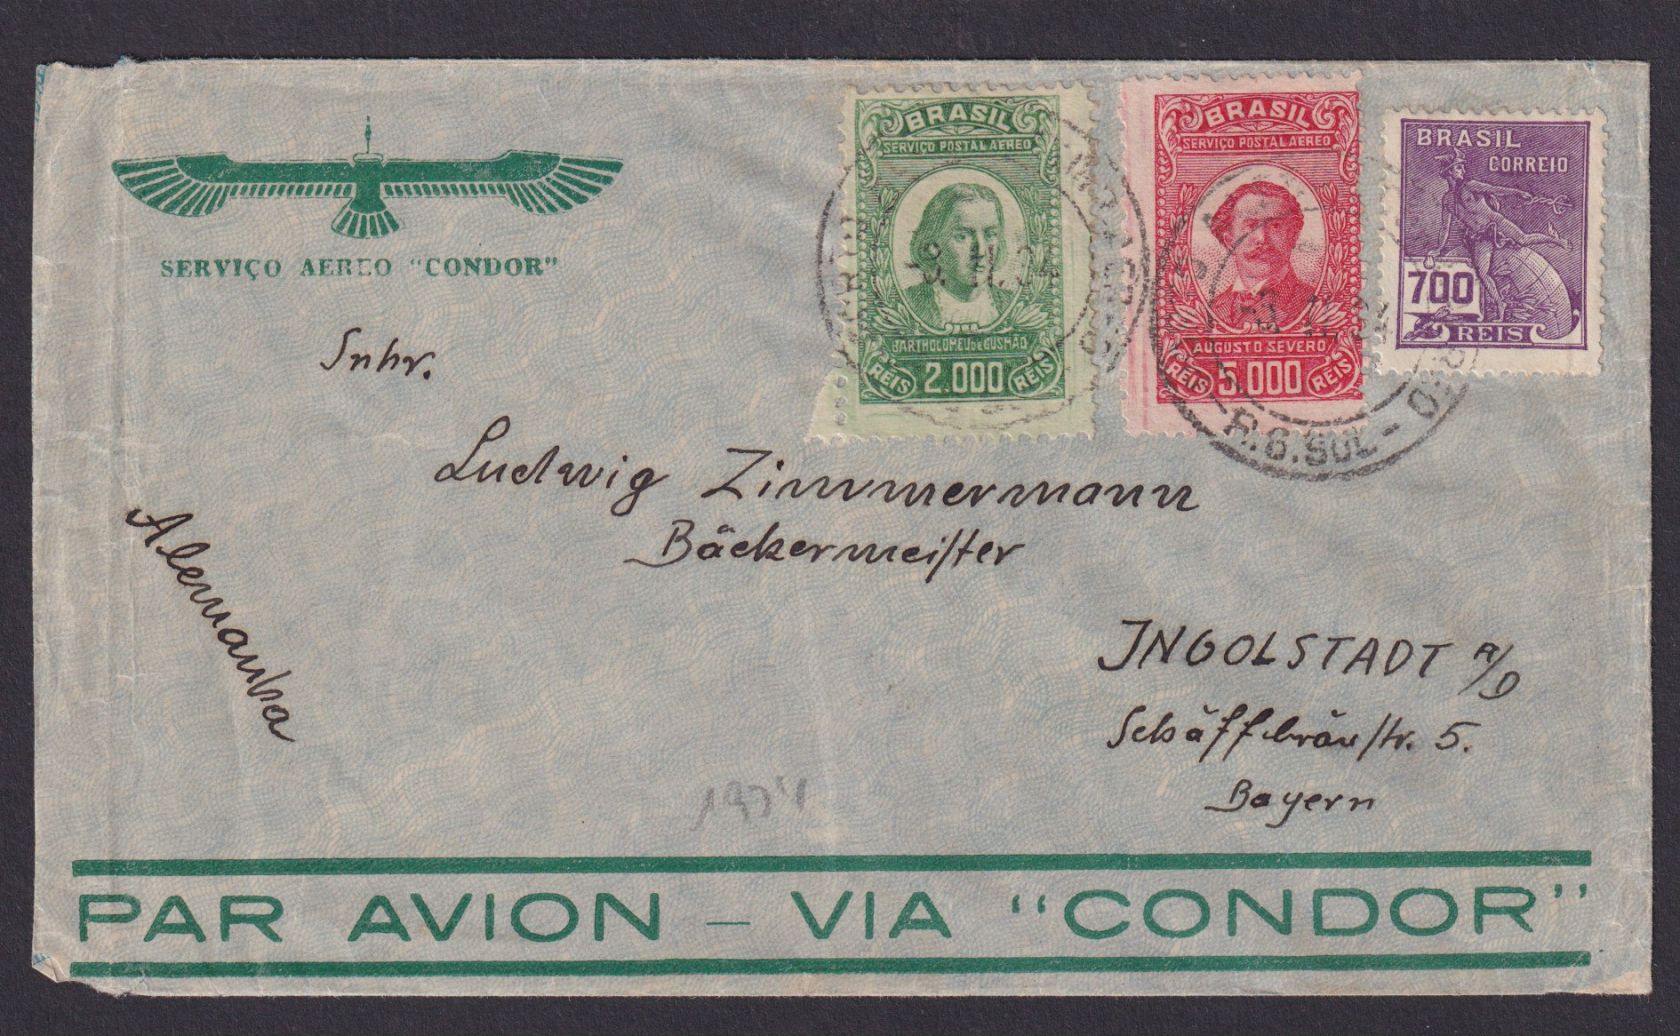 SERVIÇO AEREO "CONDOR"
BRASIL
SERVIÇO POSTAL AEREO
BARTHOLOMEU DE GUSMÃO
REIS 2.000 REIS
BRASIL
SERVIÇO POSTAL AEREO
AUGUSTO SEVERO
REIS 5.000 REIS
BRASIL
CORREIO
700
REIS
R.G.SUL
Snhr.
Ludwig Zimmermann
Bäckermeister
Alemanha
INGOLSTADT a/D
Schäffbräustr. 5.
Bayern
1934
PAR AVION – VIA "CONDOR"